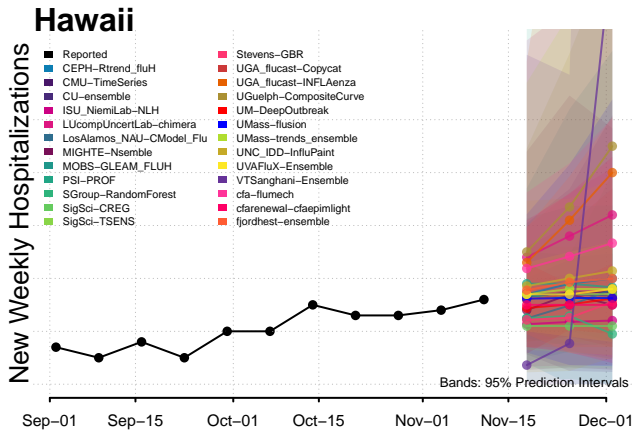 Hawaii
New Weekly Hospitalizations
Reported
CEPH−Rtrend_fluH
CMU−TimeSeries
CU−ensemble
ISU_NiemiLab−NLH
LUcompUncertLab−chimera
LosAlamos_NAU−CModel_Flu
MIGHTE−Nsemble
MOBS−GLEAM_FLUH
PSI−PROF
SGroup−RandomForest
SigSci−CREG
SigSci−TSENS
Stevens−GBR
UGA_flucast−Copycat
UGA_flucast−INFLAenza
UGuelph−CompositeCurve
UM−DeepOutbreak
UMass−flusion
UMass−trends_ensemble
UNC_IDD−InfluPaint
UVAFluX−Ensemble
VTSanghani−Ensemble
cfa−flumech
cfarenewal−cfaepimlight
fjordhest−ensemble
Bands: 95% Prediction Intervals
Sep−01 Sep−15 Oct−01 Oct−15 Nov−01 Nov−15 Dec−01